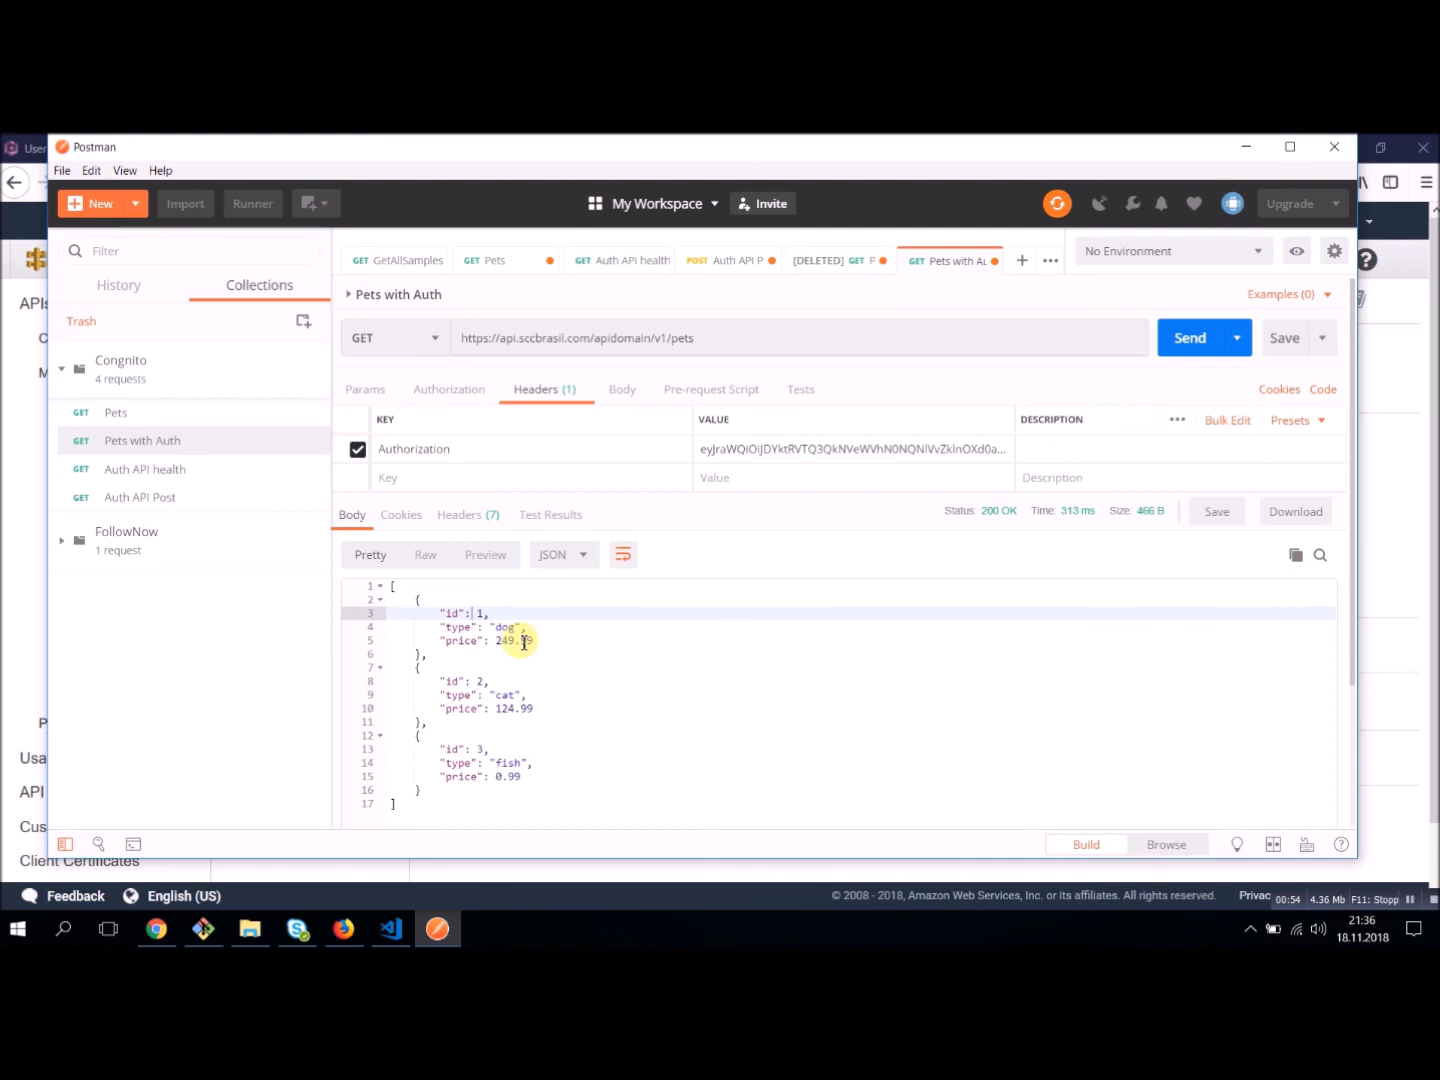 User
Postman
File Edit View Help
New Import Runner My Workspace Invite Upgrade
Filter
History Collections
Trash
Congnito
4 requests
GET Pets
GET Pets with Auth
GET Auth API health
GET Auth API Post
FollowNow
1 request
GET GetAllSamples GET Pets GET Auth API health POST Auth API P [DELETED] GET P GET Pets with Au + ••• No Environment
Pets with Auth Examples (0)
GET https://api.sccbrasil.com/apidomain/v1/pets Send Save
Params Authorization Headers (1) Body Pre-request Script Tests Cookies Code
KEY VALUE DESCRIPTION ••• Bulk Edit Presets
Authorization
Key Value Description
Body Cookies Headers (7) Test Results Status: 200 OK Time: 313 ms Size: 466 B Save Download
Pretty Raw Preview JSON
1 [
2 {
3 "id": 1,
4 "type": "dog",
5 "price": 249.99
6 },
7 {
8 "id": 2,
9 "type": "cat",
10 "price": 124.99
11 },
12 {
13 "id": 3,
14 "type": "fish",
15 "price": 0.99
16 }
17 ]
Build Browse
APIs
C
M
P
Usa
API
Cus
Client Certificates
Feedback English (US) © 2008 - 2018, Amazon Web Services, Inc. or its affiliates. All rights reserved. Privac 00:54 4.36 Mb F11: Stopp
21:36
18.11.2018